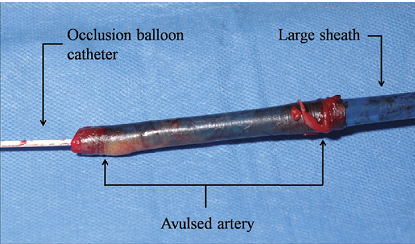 Occlusion balloon
catheter
Large sheath
Avulsed artery